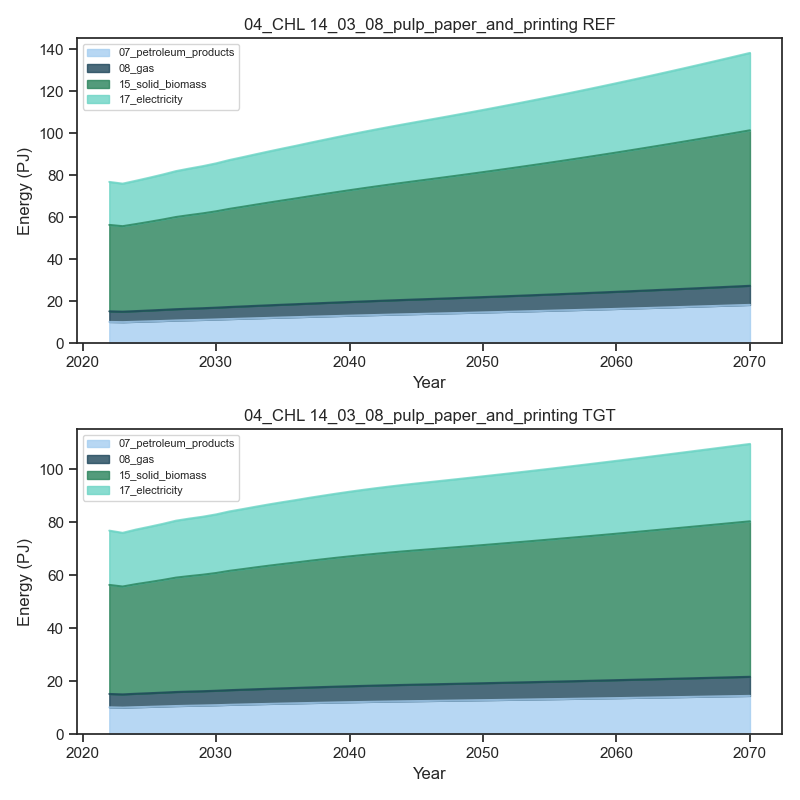 04_CHL 14_03_08_pulp_paper_and_printing REF
140
120
100
80
60
40
20
0
Energy (PJ)
07_petroleum_products
08_gas
15_solid_biomass
17_electricity
2020 2030 2040 2050 2060 2070
Year
04_CHL 14_03_08_pulp_paper_and_printing TGT
100
80
60
40
20
0
Energy (PJ)
07_petroleum_products
08_gas
15_solid_biomass
17_electricity
2020 2030 2040 2050 2060 2070
Year